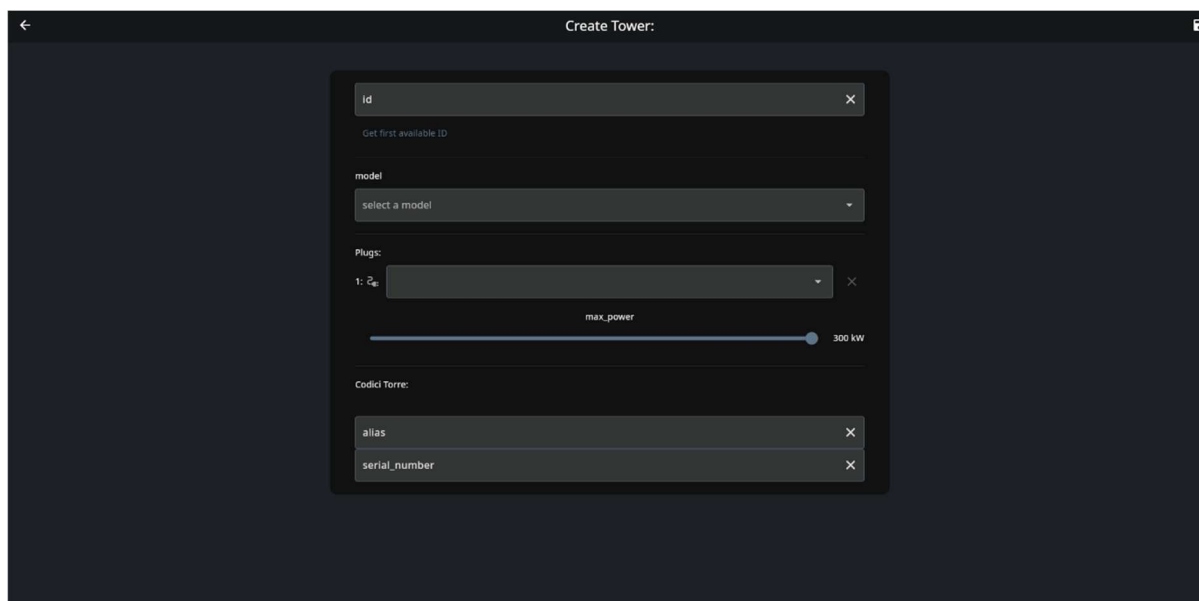 Create Tower:
id
Get first available ID
model
select a model
Plugs:
1:
max_power
300 kW
Codici Torre:
alias
serial_number